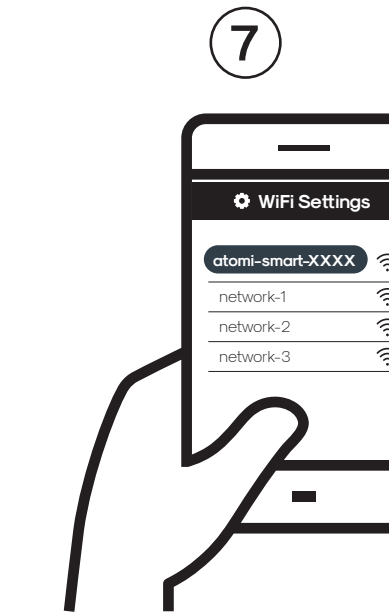 7
WiFi Settings
atomi-smart-XXXX
network-1
network-2
network-3